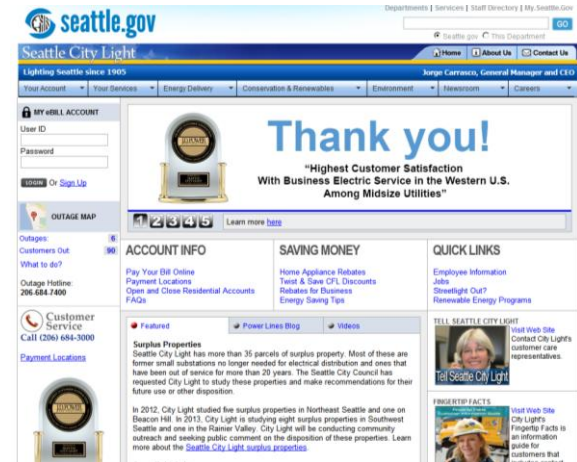 Departments | Services | Staff Directory | My.Seattle.Gov
seattle.gov
GO
Seattle.gov This Department
Seattle City Light
Home About Us Contact Us
Lighting Seattle since 1905
Jorge Carrasco, General Manager and CEO
Your Account Your Services Energy Delivery Conservation & Renewables Environment Newsroom Careers
MY eBILL ACCOUNT
User ID
Password
LOGIN Or Sign Up
OUTAGE MAP
Outages: 6
Customers Out: 90
What to do?
Outage Hotline:
206.684.7400
Customer
Service
Call (206) 684-3000
Payment Locations
J.D. POWER
Thank you!
"Highest Customer Satisfaction
With Business Electric Service in the Western U.S.
Among Midsize Utilities"
1 2 3 4 5 Learn more here
ACCOUNT INFO
Pay Your Bill Online
Payment Locations
Open and Close Residential Accounts
FAQs
SAVING MONEY
Home Appliance Rebates
Twist & Save CFL Discounts
Rebates for Business
Energy Saving Tips
QUICK LINKS
Employee Information
Jobs
Streetlight Out?
Renewable Energy Programs
Featured Power Lines Blog Videos
Surplus Properties
Seattle City Light has more than 35 parcels of surplus property. Most of these are
former small substations no longer needed for electrical distribution and ones that
have been out of service for more than 20 years. The Seattle City Council has
requested City Light to study these properties and make recommendations for their
future use or other disposition.
In 2012, City Light studied five surplus properties in Northeast Seattle and one on
Beacon Hill. In 2013, City Light is studying eight surplus properties in Southwest
Seattle and one in the Rainier Valley. City Light will be conducting community
outreach and seeking public comment on the disposition of these properties. Learn
more about the Seattle City Light surplus properties.
TELL SEATTLE CITY LIGHT
Visit Web Site
Contact City Light's
customer care
representatives.
Tell Seattle City Light
FINGERTIP FACTS
Visit Web Site
City Light's
Fingertip Facts is
an information
guide for
customers that